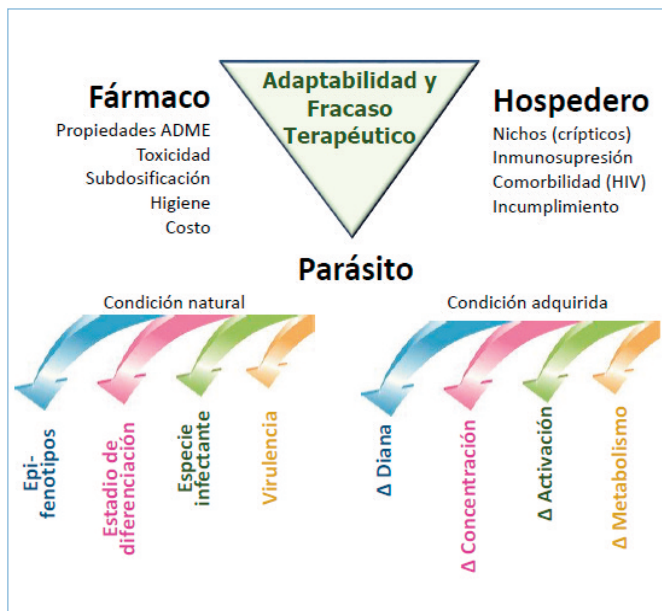 Adaptabilidad y
Fracaso
Terapéutico
Fármaco
Propiedades ADME
Toxicidad
Subdosificación
Higiene
Costo
Hospedero
Nichos (crípticos)
Inmunosupresión
Comorbilidad (HIV)
Incumplimiento
Parásito
Condición natural
Epi-
fenotipos
Estadio de
diferenciación
Especie
infectante
Virulencia
Condición adquirida
Δ Diana
Δ Concentración
Δ Activación
Δ Metabolismo